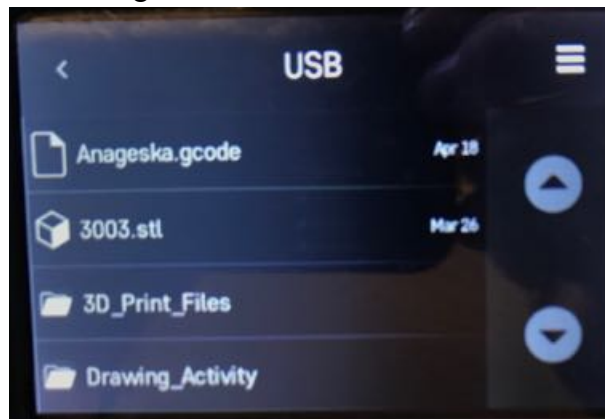 USB
Anageska.gcode Apr 18
3003.stl Mar 26
3D_Print_Files
Drawing_Activity